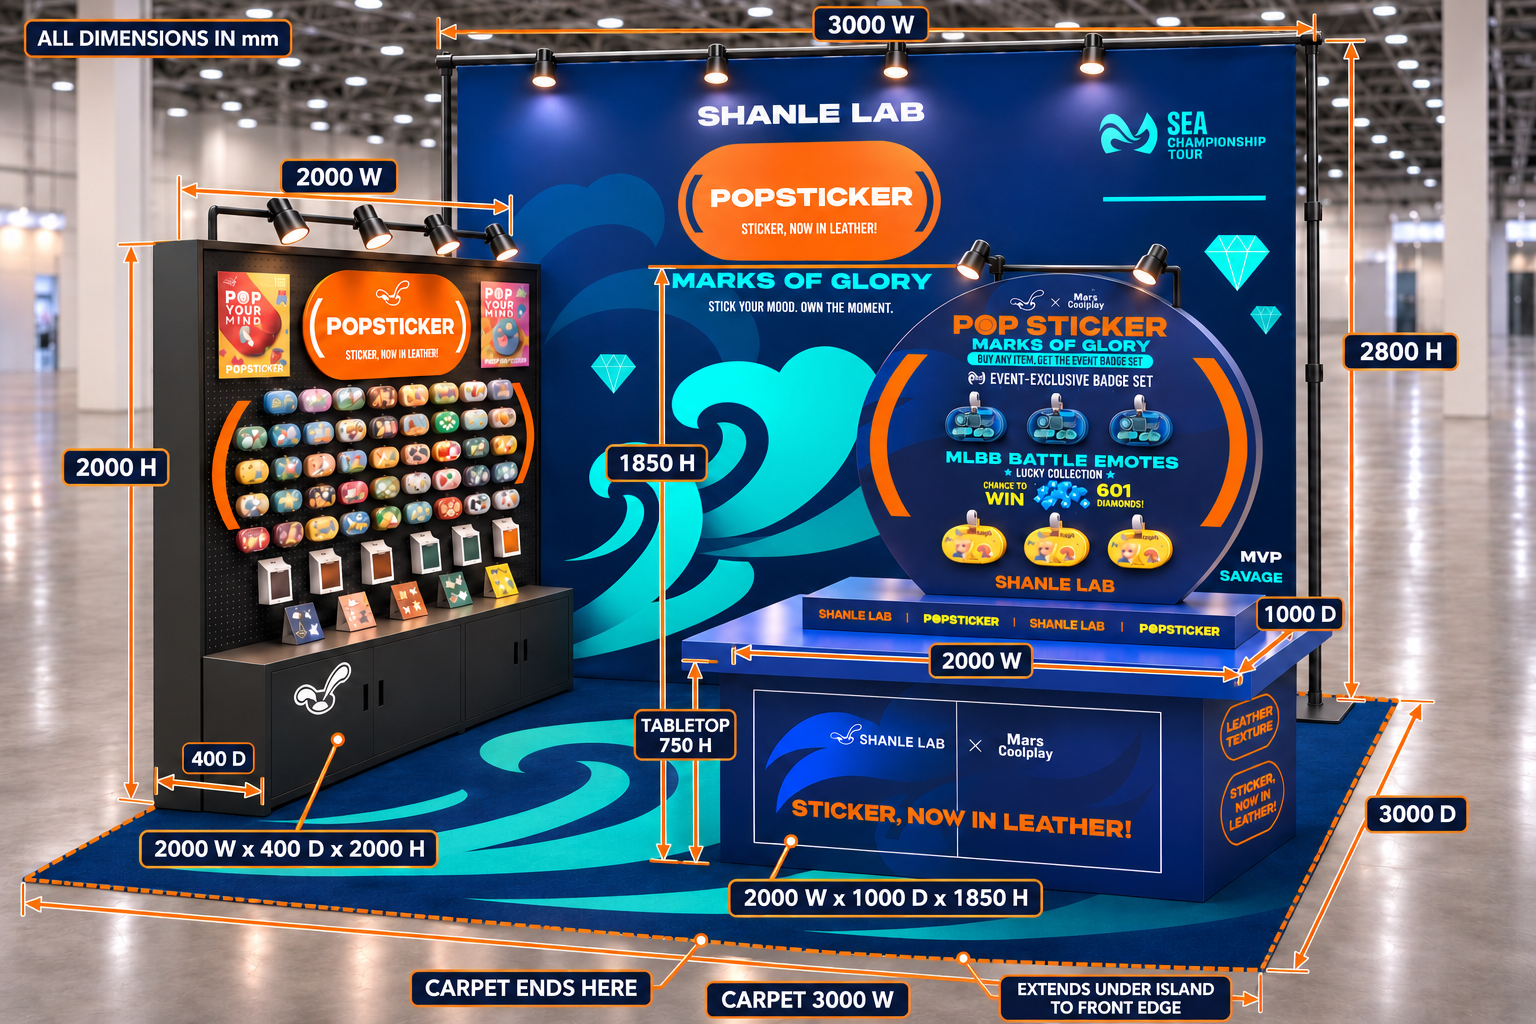 ALL DIMENSIONS IN mm
3000 W
SHANLE LAB
POPSTICKER
STICKER, NOW IN LEATHER!
MARKS OF GLORY
STICK YOUR MOOD. OWN THE MOMENT.
SEA
CHAMPIONSHIP
TOUR
2000 W
POP
YOUR
MIND
POPSTICKER
POPSTICKER
STICKER, NOW IN LEATHER!
POP
YOUR
MIND
2000 H
400 D
2000 W x 400 D x 2000 H
1850 H
2800 H
Mars
Coolplay
POP STICKER
MARKS OF GLORY
BUY ANY ITEM, GET THE EVENT BADGE SET
EVENT-EXCLUSIVE BADGE SET
MLBB BATTLE EMOTES
LUCKY COLLECTION
CHANCE TO
WIN
601
DIAMONDS!
SHANLE LAB
MVP
SAVAGE
SHANLE LAB | POPSTICKER | SHANLE LAB | POPSTICKER
1000 D
2000 W
TABLETOP
750 H
SHANLE LAB
Mars
Coolplay
STICKER, NOW IN LEATHER!
LEATHER
TEXTURE
STICKER,
NOW IN
LEATHER!
2000 W x 1000 D x 1850 H
3000 D
CARPET ENDS HERE
CARPET 3000 W
EXTENDS UNDER ISLAND
TO FRONT EDGE